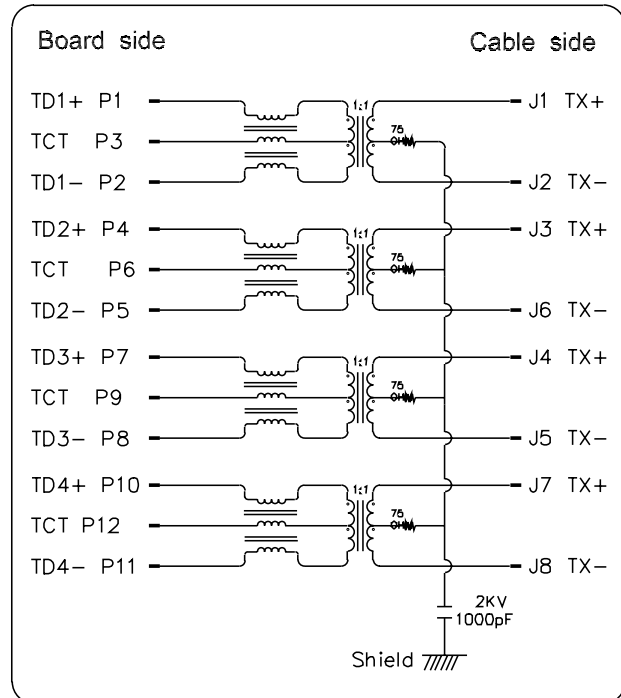 Board side Cable side
TD1+ P1 1:1 J1 TX+
TCT P3 75 OHM
TD1- P2 J2 TX-
TD2+ P4 1:1 J3 TX+
TCT P6 75 OHM
TD2- P5 J6 TX-
TD3+ P7 1:1 J4 TX+
TCT P9 75 OHM
TD3- P8 J5 TX-
TD4+ P10 1:1 J7 TX+
TCT P12 75 OHM
TD4- P11 J8 TX-
2KV
1000pF
Shield